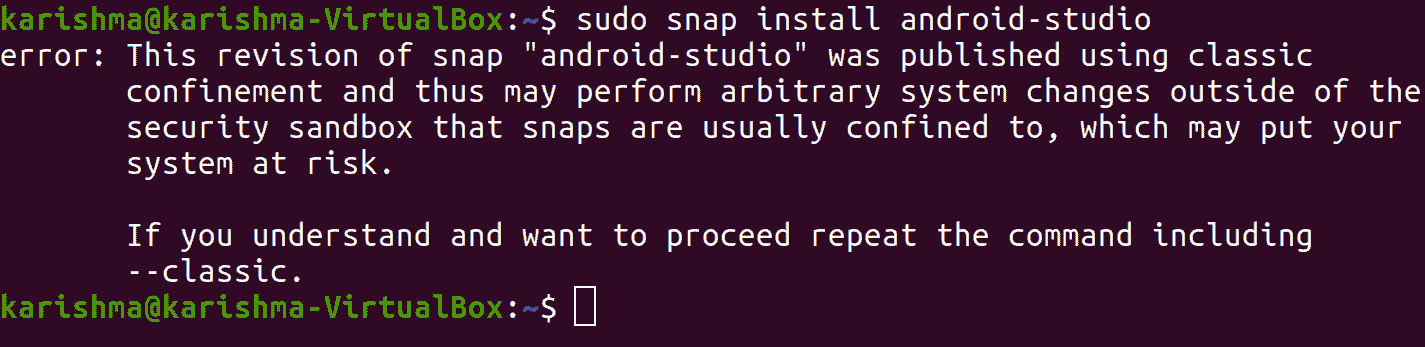 karishma@karishma-VirtualBox:~$ sudo snap install android-studio
error: This revision of snap "android-studio" was published using classic
confinement and thus may perform arbitrary system changes outside of the
security sandbox that snaps are usually confined to, which may put your
system at risk.
If you understand and want to proceed repeat the command including
--classic.
karishma@karishma-VirtualBox:~$